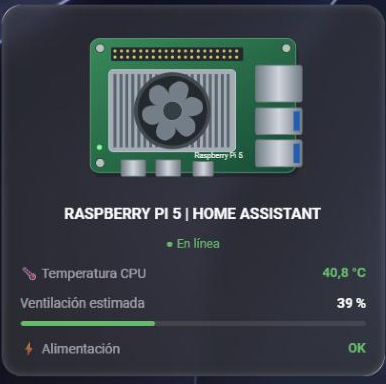 Raspberry Pi 5
RASPBERRY PI 5 | HOME ASSISTANT
En línea
Temperatura CPU 40,8 °C
Ventilación estimada 39 %
Alimentación OK